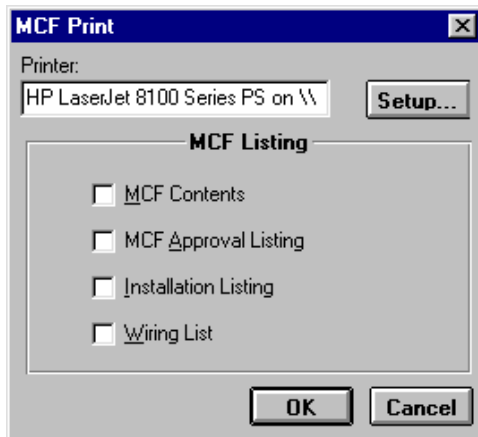 MCF Print
Printer:
HP LaserJet 8100 Series PS on \\
Setup...
MCF Listing
MCF Contents
MCF Approval Listing
Installation Listing
Wiring List
OK Cancel